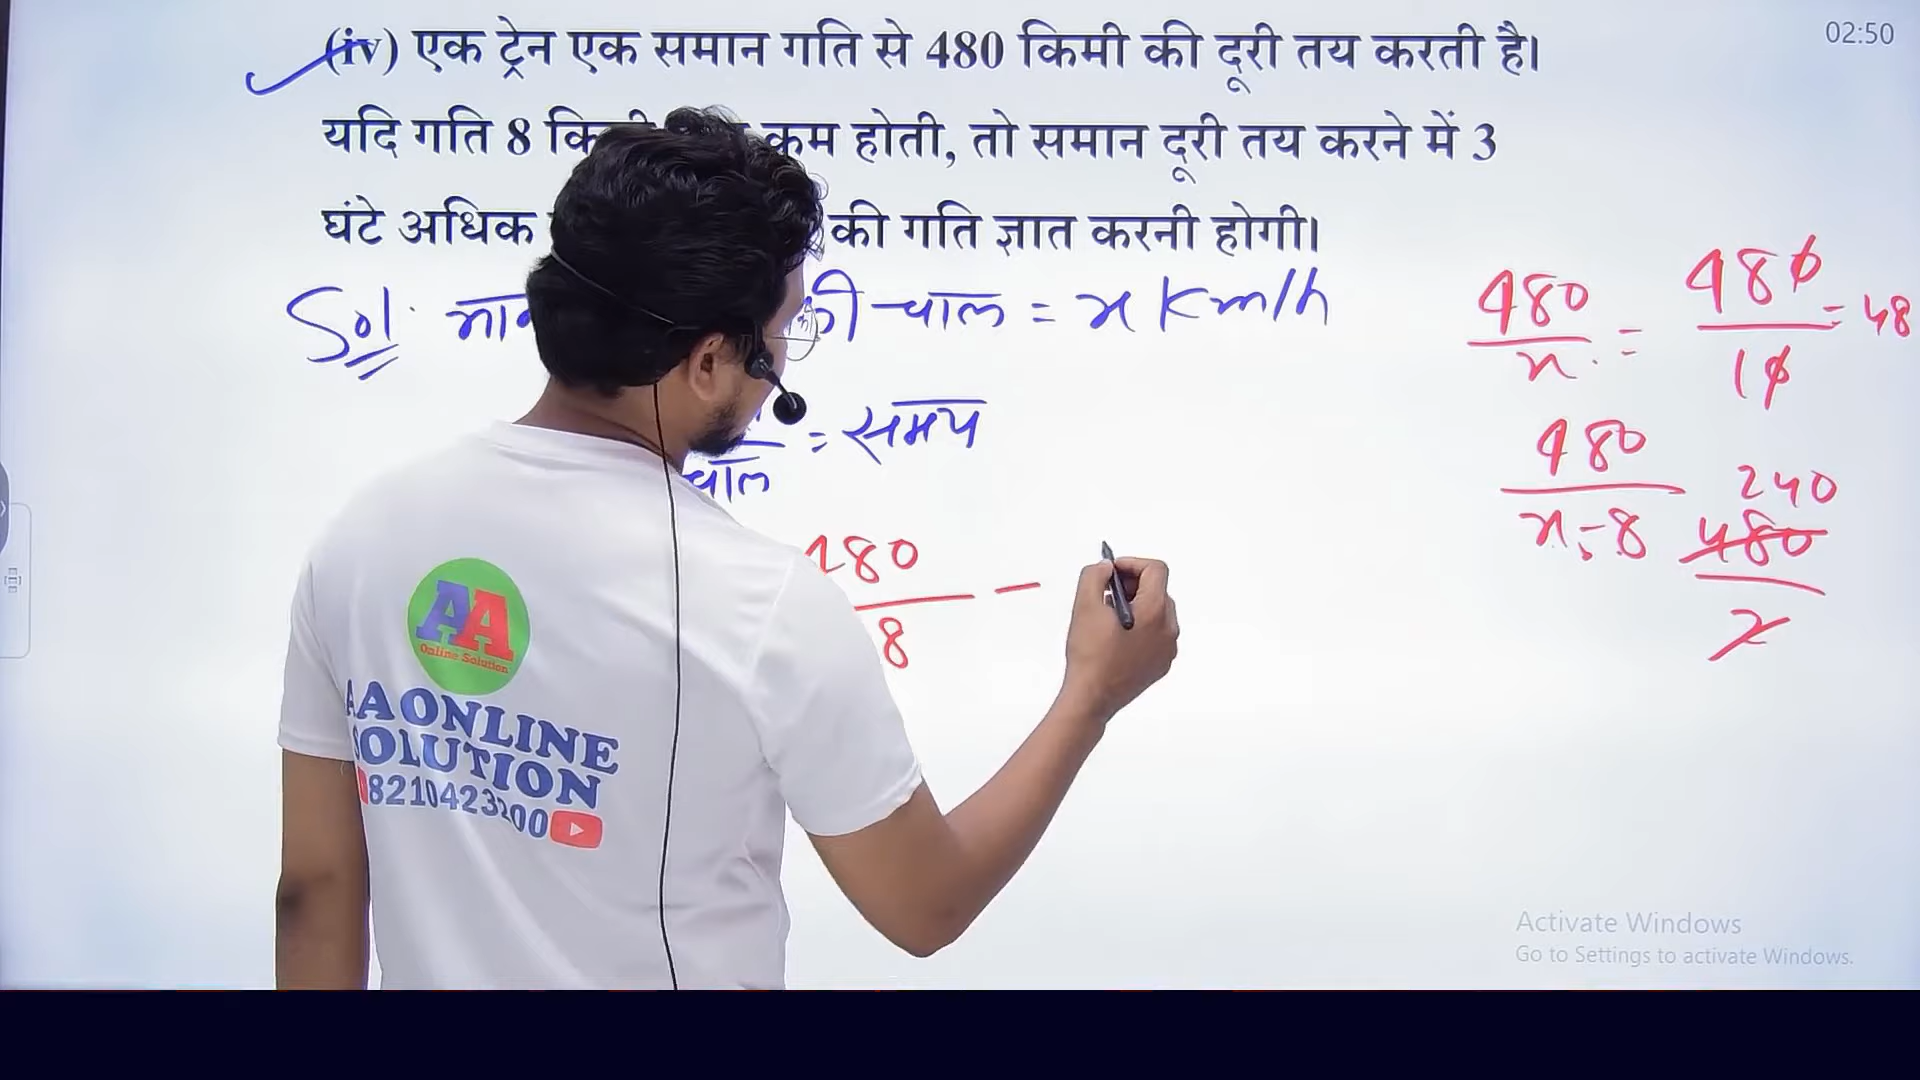 (iv) एक ट्रेन एक समान गति से 480 किमी की दूरी तय करती है।
02:50
यदि गति 8 कम होती, तो समान दूरी तय करने में 3
घंटे अधिक की गति ज्ञात करनी होगी।
Sol. की चाल = x Km/h
चाल = समय
480
8 -
480
x = 480
10 = 48
480
x-8
240
480
2
AA
Online Solution
AA ONLINE
SOLUTION
8210423200
Activate Windows
Go to Settings to activate Windows.